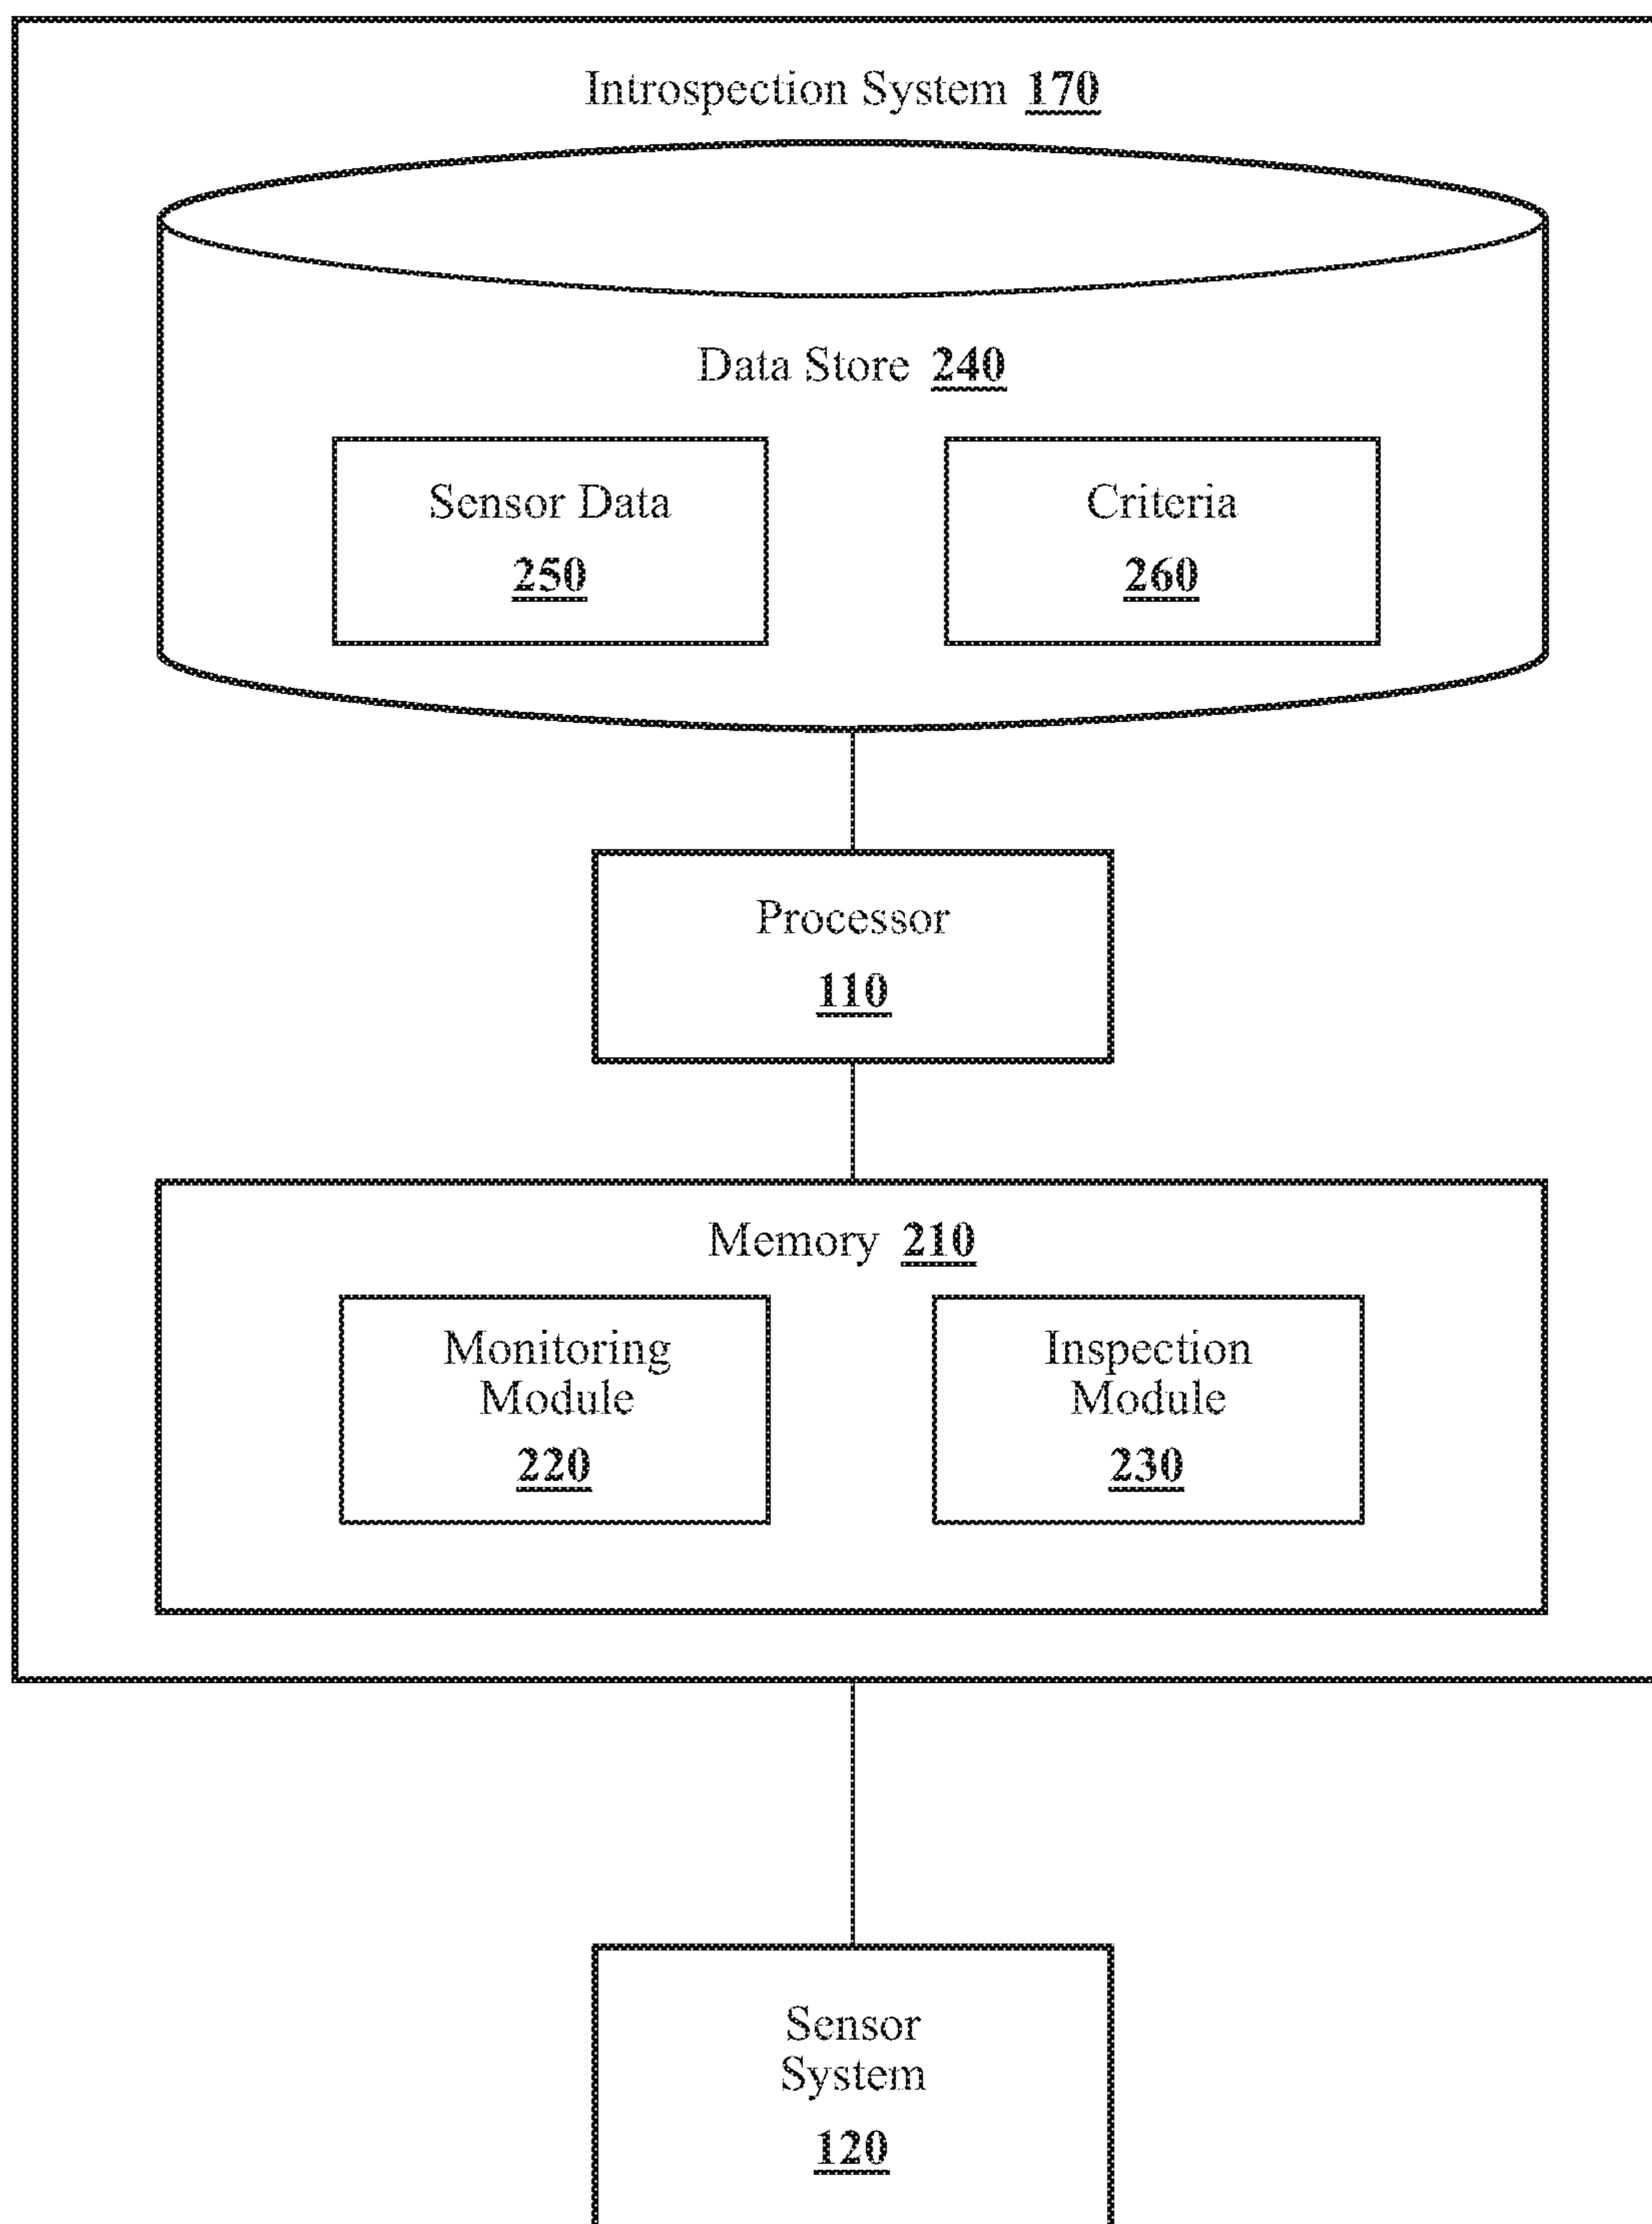 Introspection System 170
Data Store 240
Sensor Data
250
Criteria
260
Processor
110
Memory 210
Monitoring
Module
220
Inspection
Module
230
Sensor
System
120